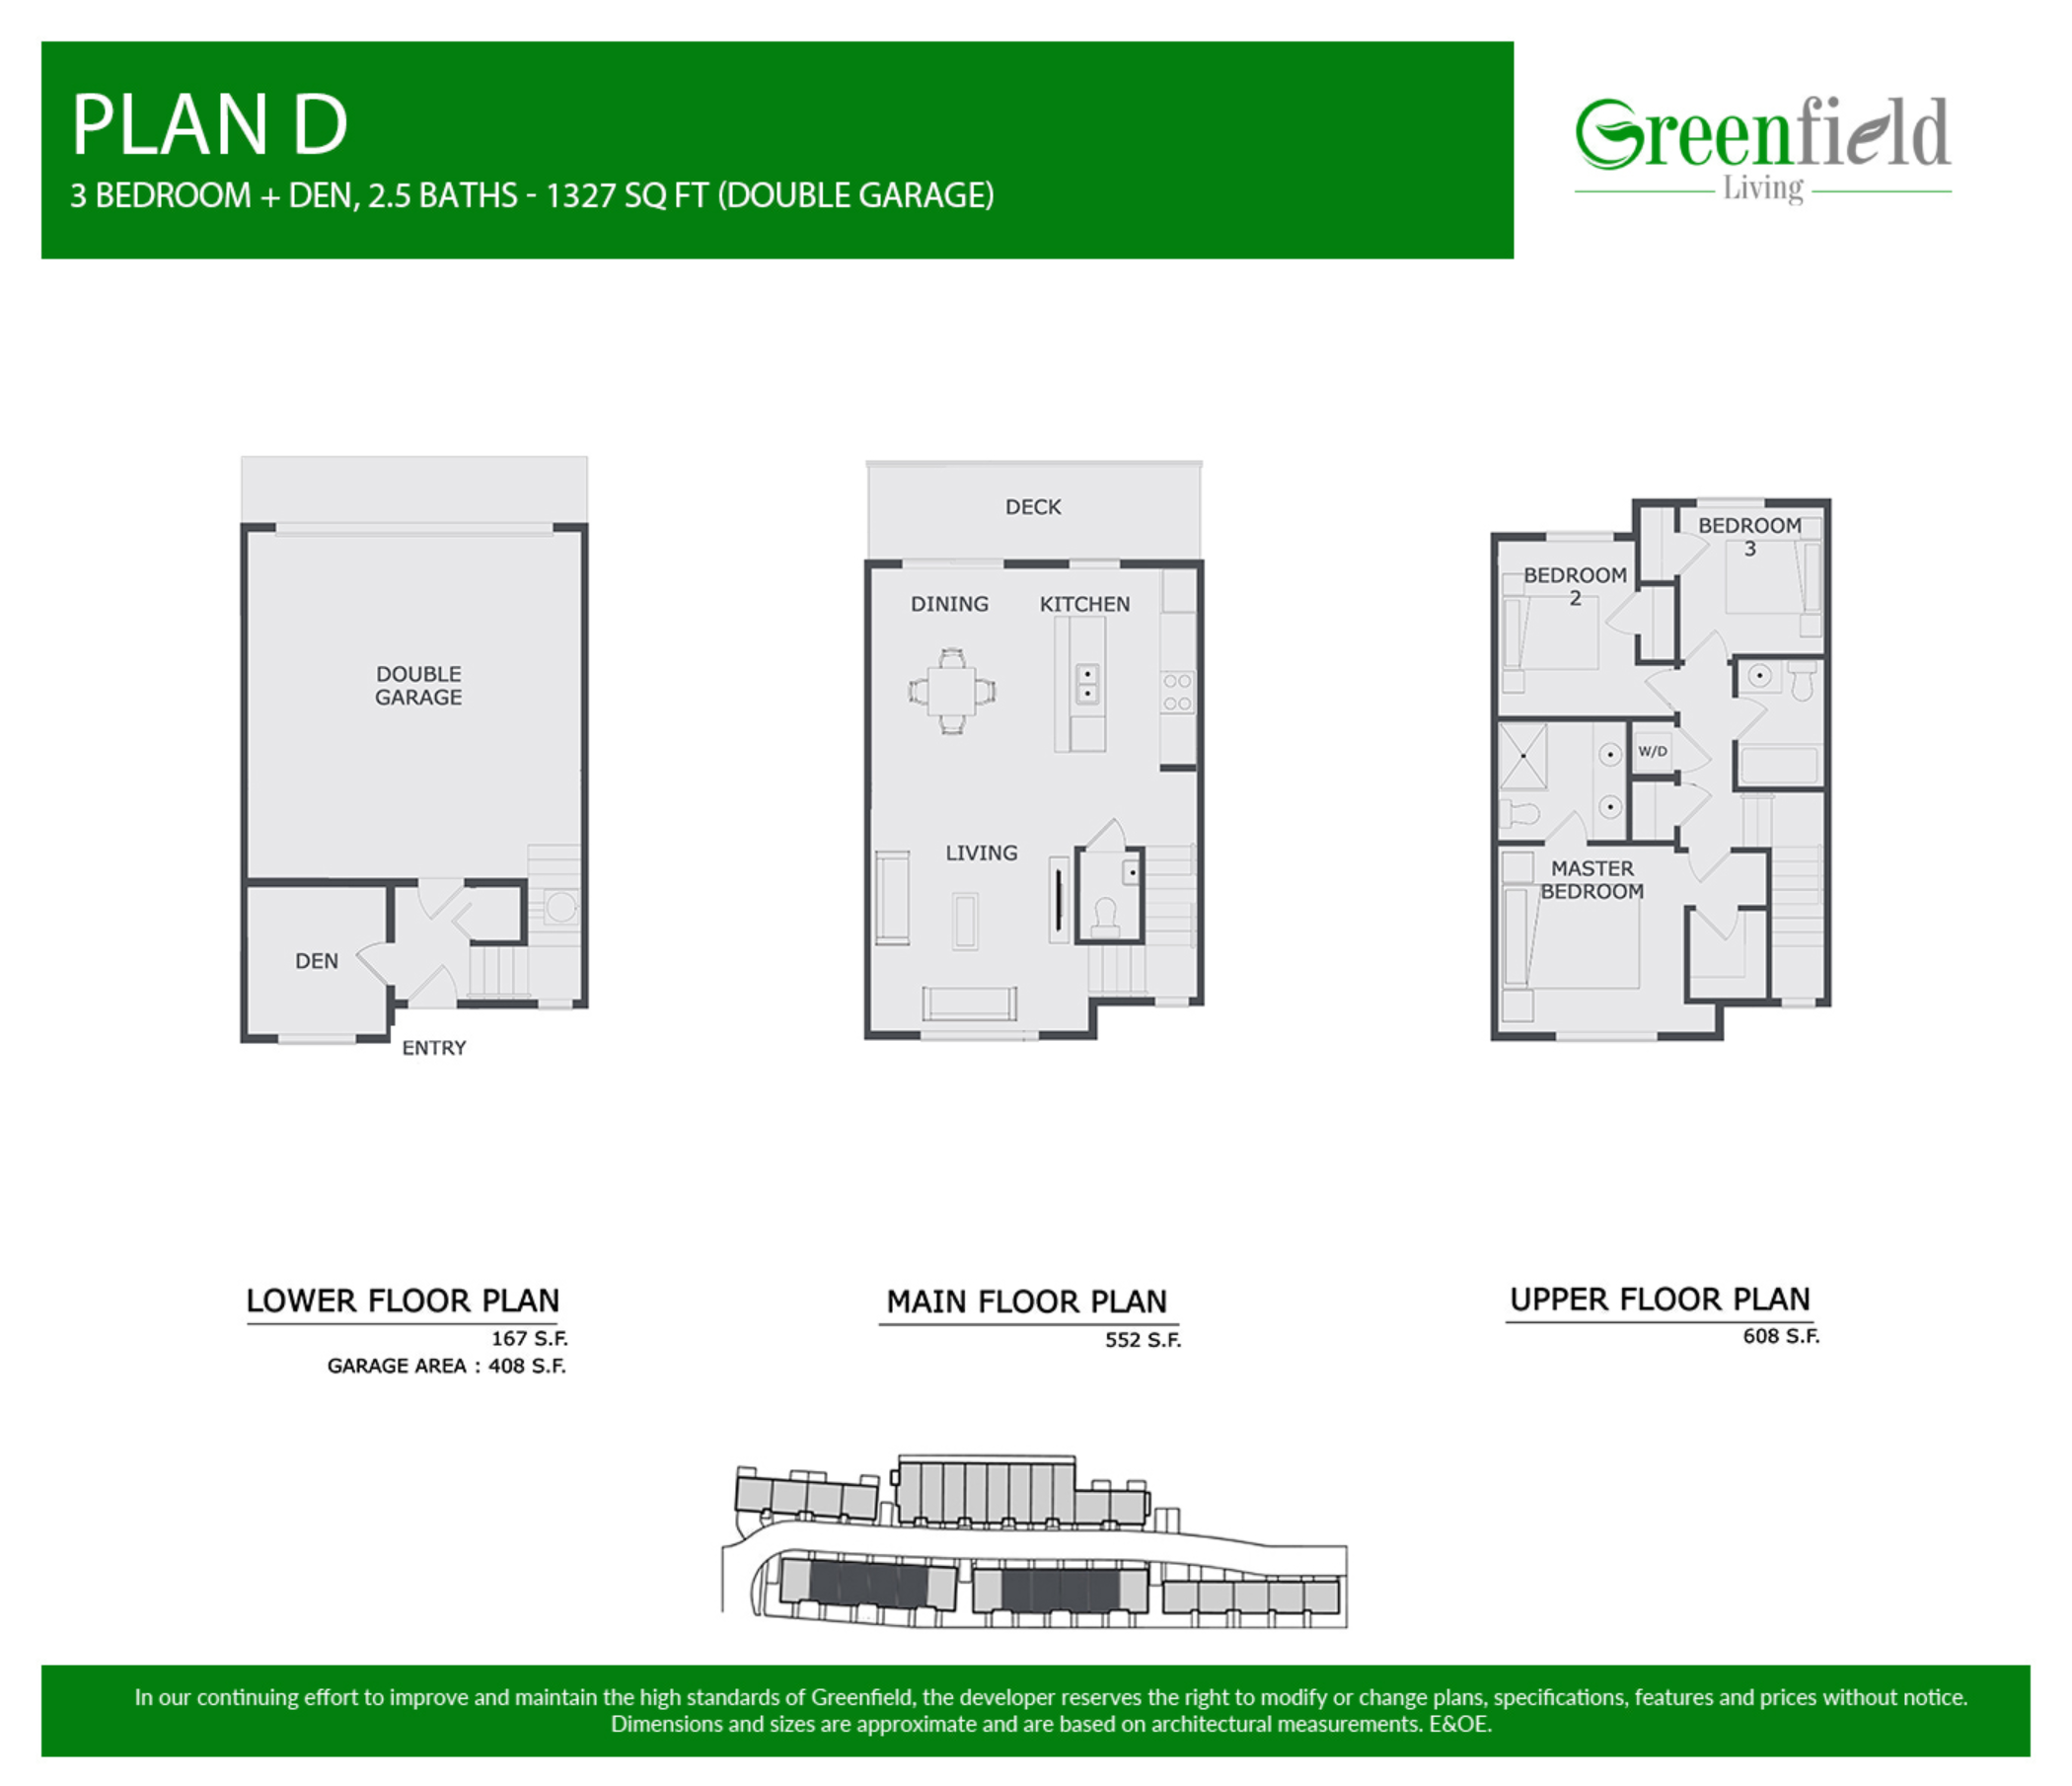 PLAN D
3 BEDROOM + DEN, 2.5 BATHS - 1327 SQ FT (DOUBLE GARAGE)
Greenfield
Living
DOUBLE
GARAGE
DEN
ENTRY
DECK
DINING
KITCHEN
LIVING
BEDROOM
3
BEDROOM
2
W/D
MASTER
BEDROOM
LOWER FLOOR PLAN
167 S.F.
GARAGE AREA : 408 S.F.
MAIN FLOOR PLAN
552 S.F.
UPPER FLOOR PLAN
608 S.F.
In our continuing effort to improve and maintain the high standards of Greenfield, the developer reserves the right to modify or change plans, specifications, features and prices without notice.
Dimensions and sizes are approximate and are based on architectural measurements. E&OE.